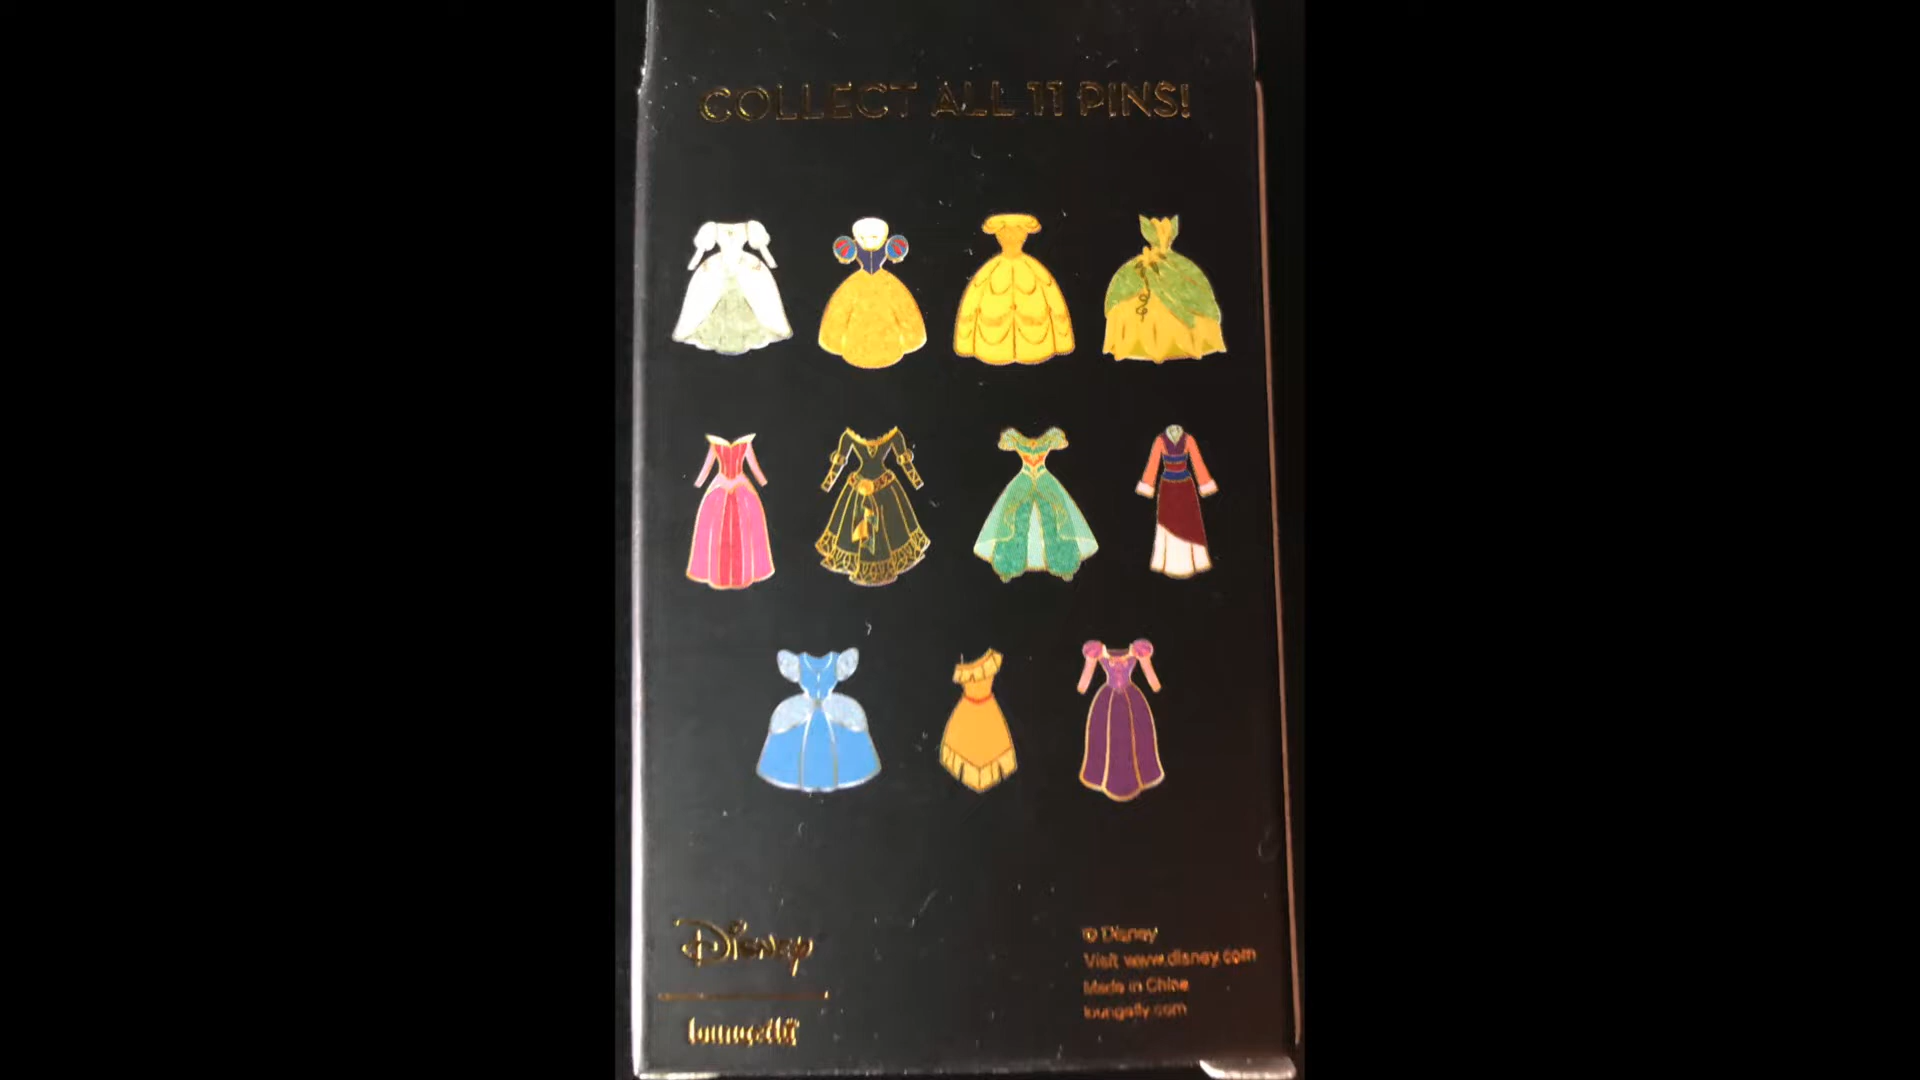 COLLECT ALL 11 PINS!
Disney
Loungefly
© Disney
Visit www.disney.com
Made in China
loungefly.com